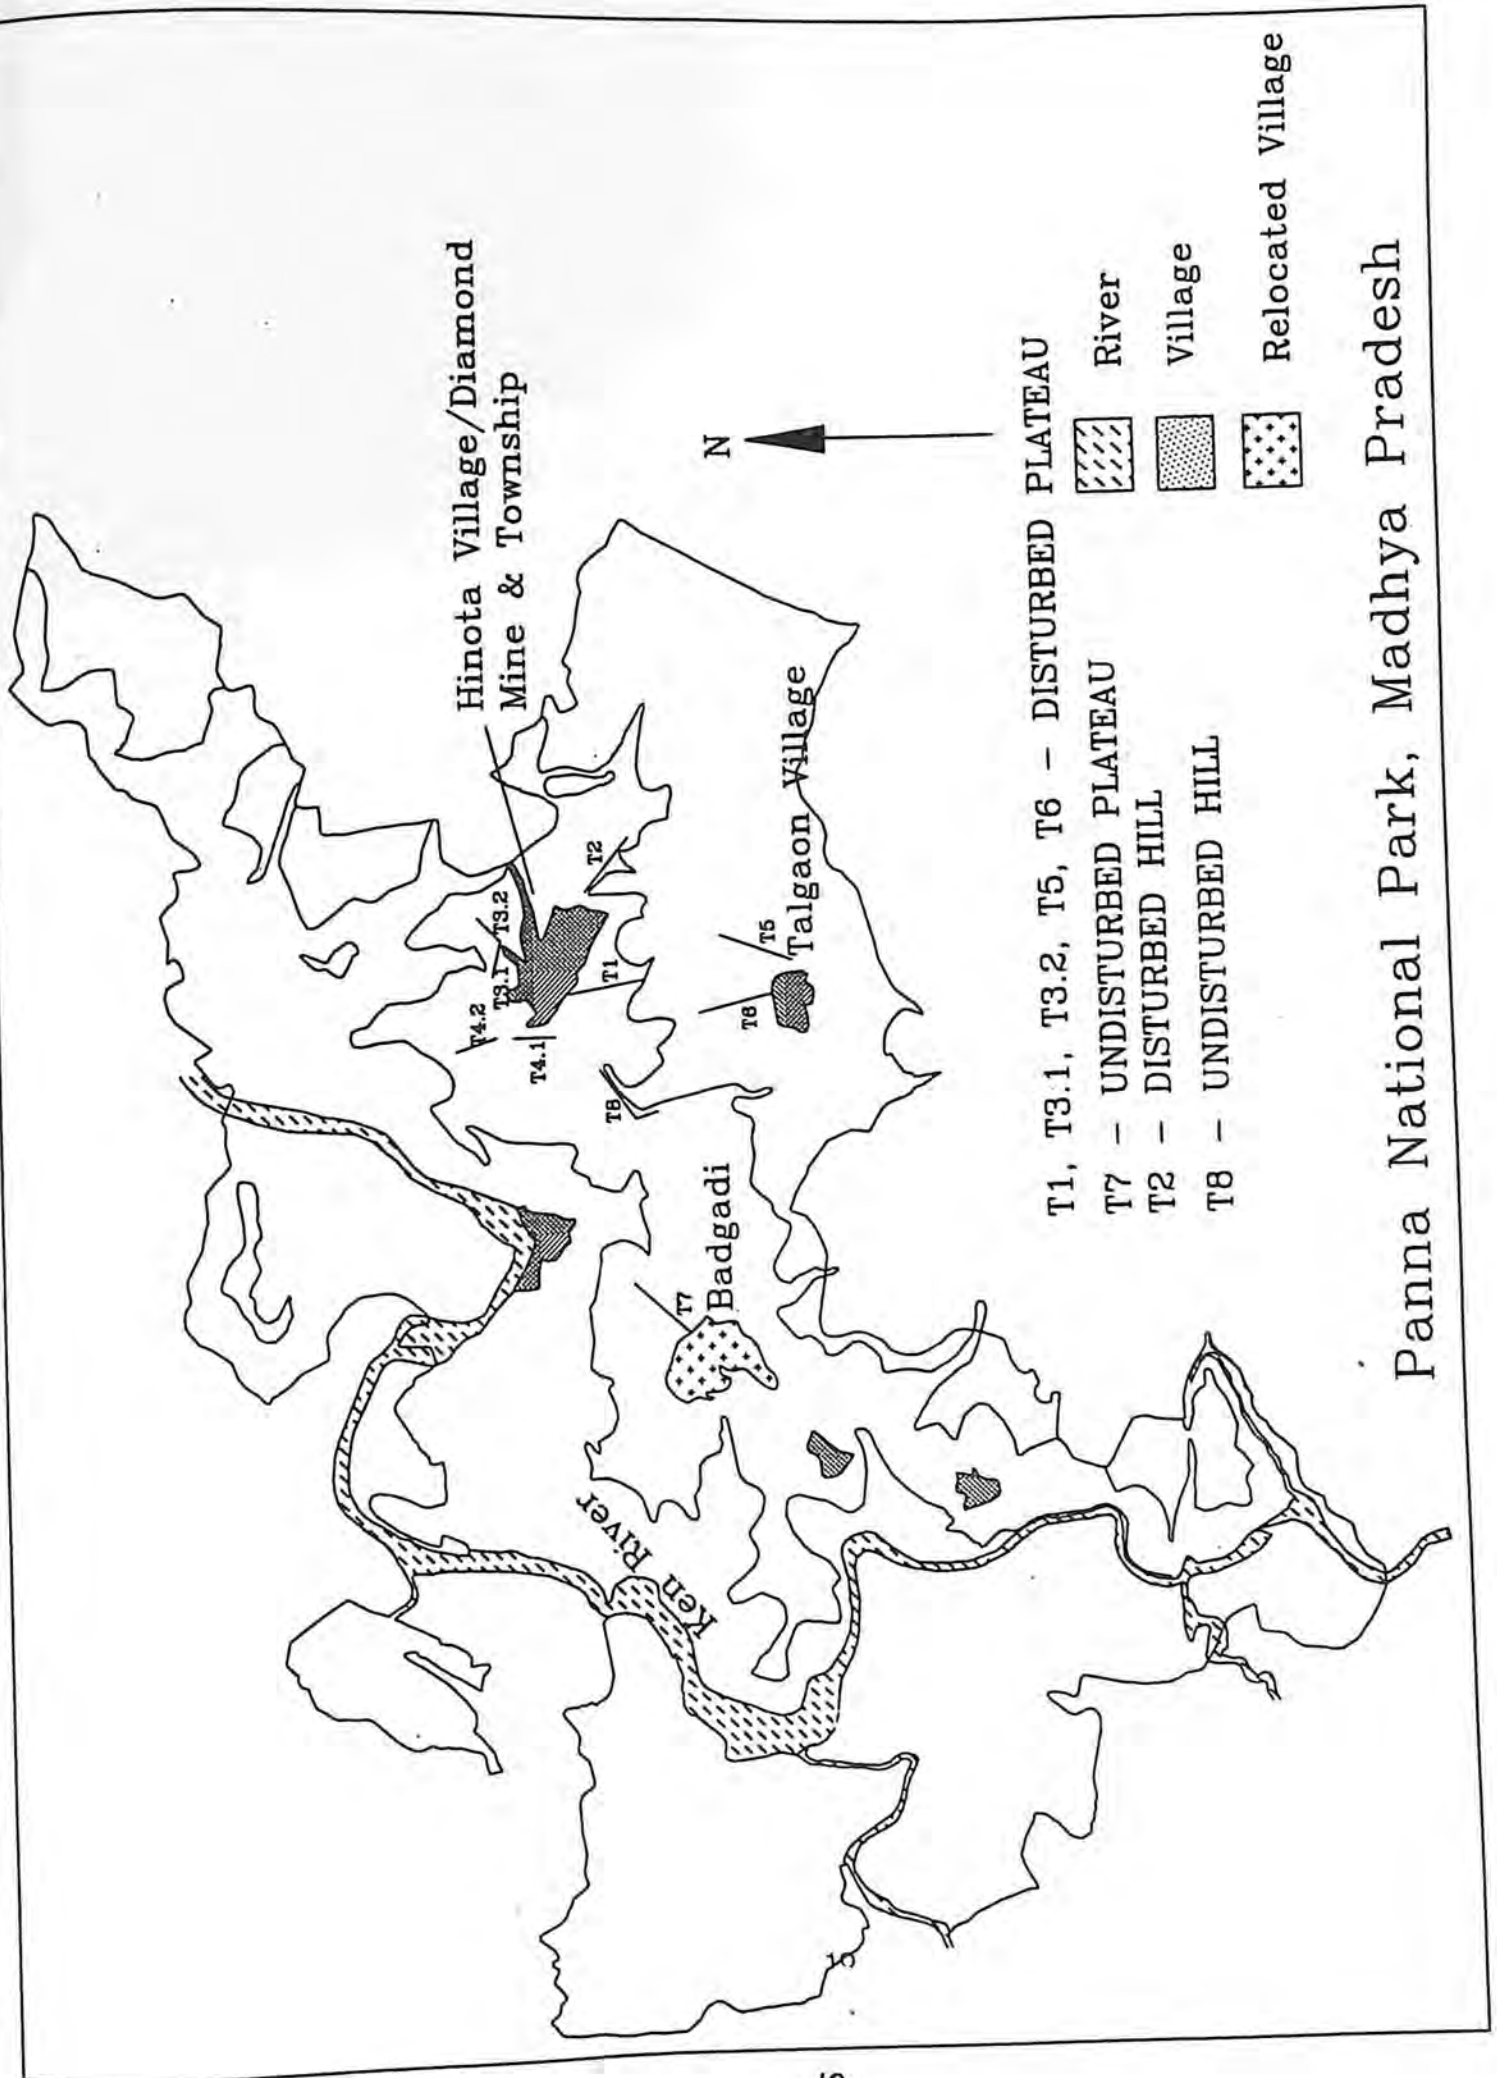 Hinota Village/Diamond
Mine & Township
N
T3.2
T3.1
T2
T4.2
T4.1
T1
T5
Talgaon Village
T6
T8
T7
Badgadi
Ken River
T1, T3.1, T3.2, T5, T6 - DISTURBED PLATEAU
T7 - UNDISTURBED PLATEAU
T2 - DISTURBED HILL
T8 - UNDISTURBED HILL
River
Village
Relocated Village
Panna National Park, Madhya Pradesh